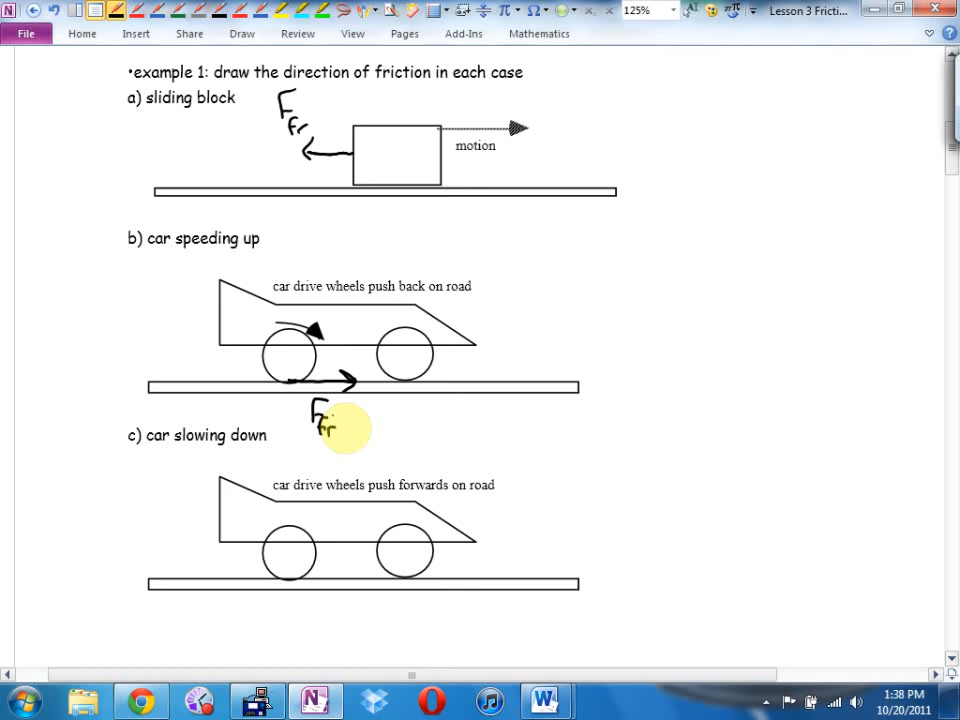 125% Lesson 3 Fricti...
File Home Insert Share Draw Review View Pages Add-Ins Mathematics
•example 1: draw the direction of friction in each case
a) sliding block
F fr
motion
b) car speeding up
car drive wheels push back on road
F fr
c) car slowing down
car drive wheels push forwards on road
1:38 PM
10/20/2011